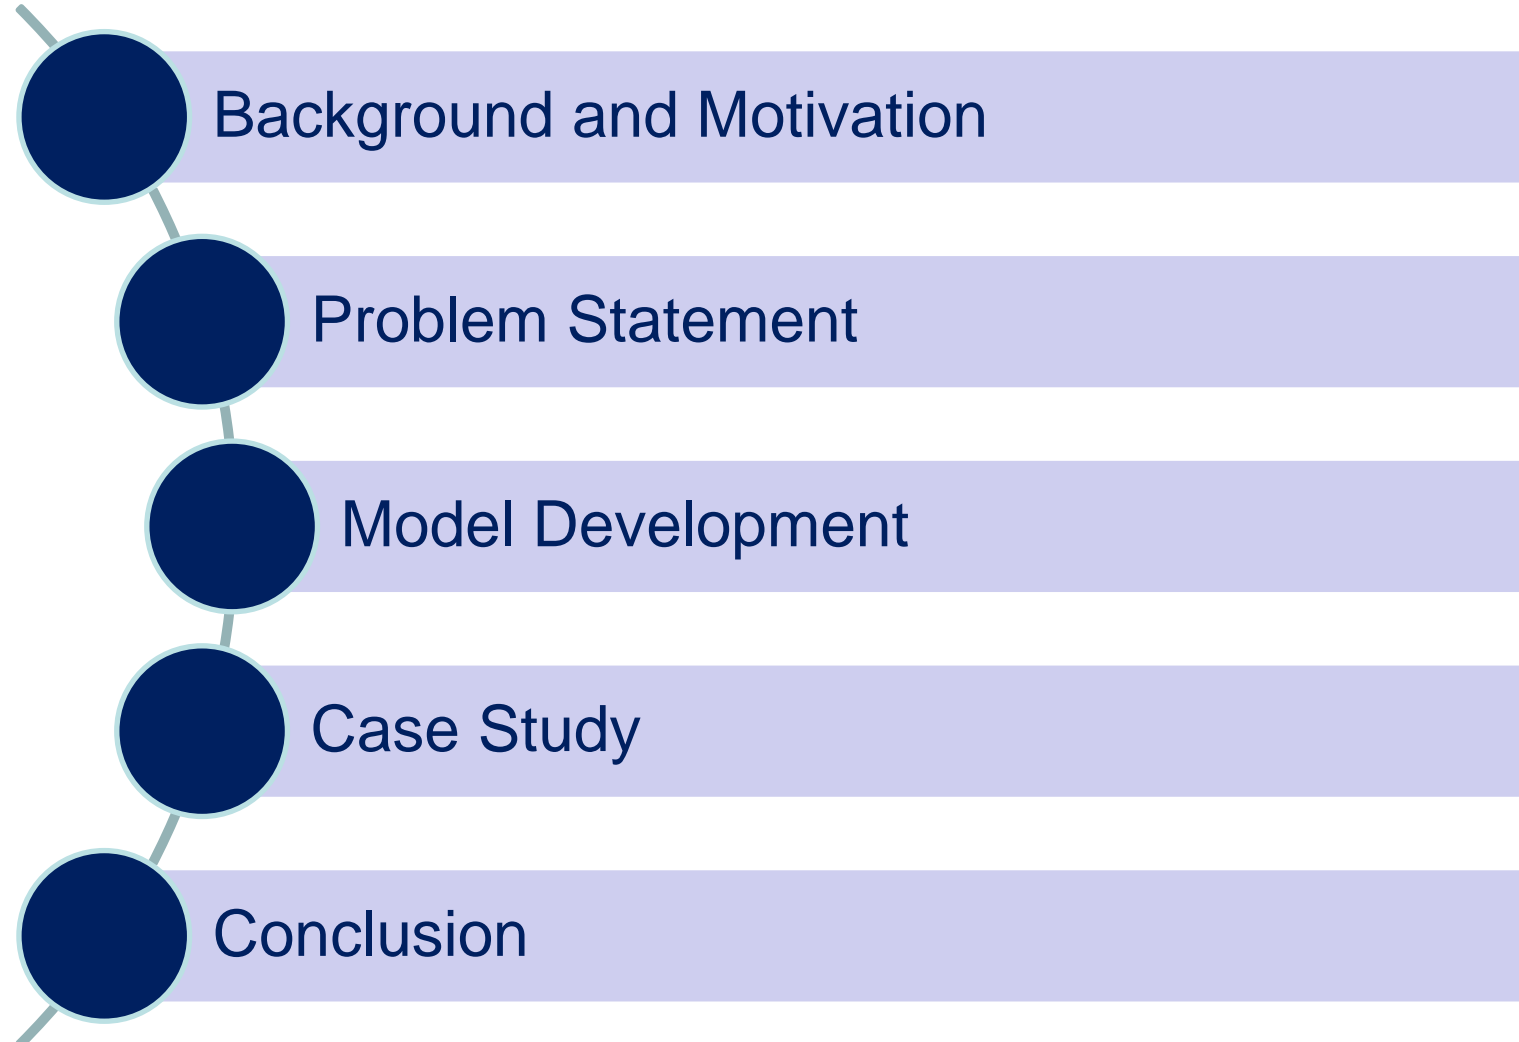 Background and Motivation
Problem Statement
Model Development
Case Study
Conclusion